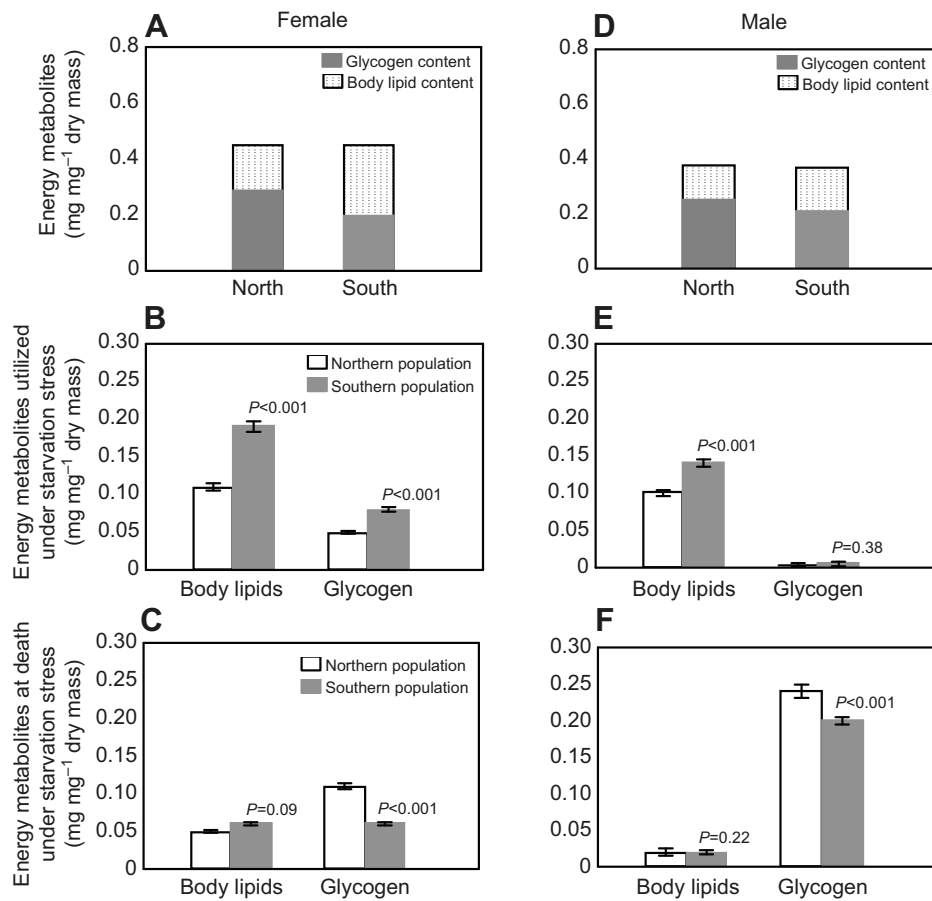 Female
A
Energy metabolites
(mg mg⁻¹ dry mass)
0.8
0.6
0.4
0.2
0
Glycogen content
Body lipid content
North South
Male
D
0.8
0.6
0.4
0.2
0
Glycogen content
Body lipid content
North South
B
Energy metabolites utilized
under starvation stress
(mg mg⁻¹ dry mass)
0.30
0.25
0.20
0.15
0.10
0.05
0
Northern population
Southern population
P<0.001
P<0.001
Body lipids Glycogen
E
0.30
0.25
0.20
0.15
0.10
0.05
0
P<0.001
P=0.38
Body lipids Glycogen
C
Energy metabolites at death
under starvation stress
(mg mg⁻¹ dry mass)
0.30
0.25
0.20
0.15
0.10
0.05
0
Northern population
Southern population
P=0.09
P<0.001
Body lipids Glycogen
F
0.30
0.25
0.20
0.15
0.10
0.05
0
P=0.22
P<0.001
Body lipids Glycogen